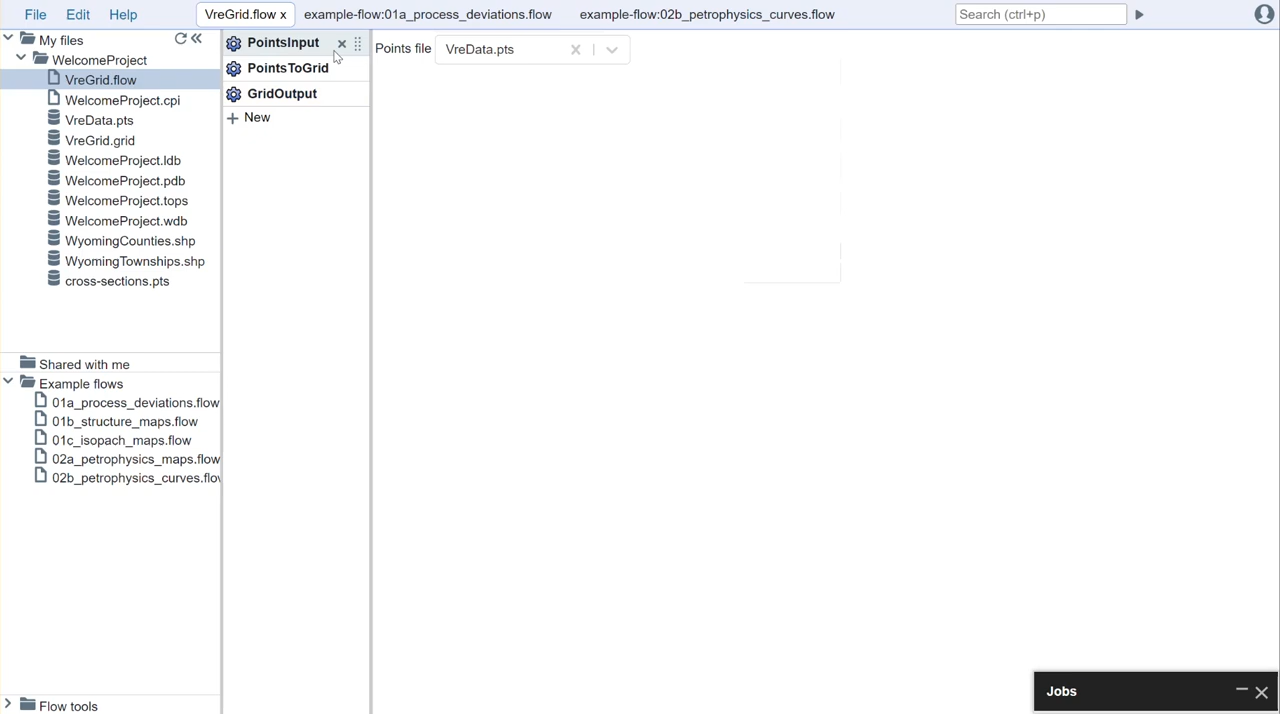 File Edit Help VreGrid.flow x example-flow:01a_process_deviations.flow example-flow:02b_petrophysics_curves.flow Search (ctrl+p)
My files
WelcomeProject
VreGrid.flow
WelcomeProject.cpi
VreData.pts
VreGrid.grid
WelcomeProject.ldb
WelcomeProject.pdb
WelcomeProject.tops
WelcomeProject.wdb
WyomingCounties.shp
WyomingTownships.shp
cross-sections.pts
Shared with me
Example flows
01a_process_deviations.flow
01b_structure_maps.flow
01c_isopach_maps.flow
02a_petrophysics_maps.flow
02b_petrophysics_curves.flo
Flow tools
PointsInput
PointsToGrid
GridOutput
+ New
Points file VreData.pts
Jobs